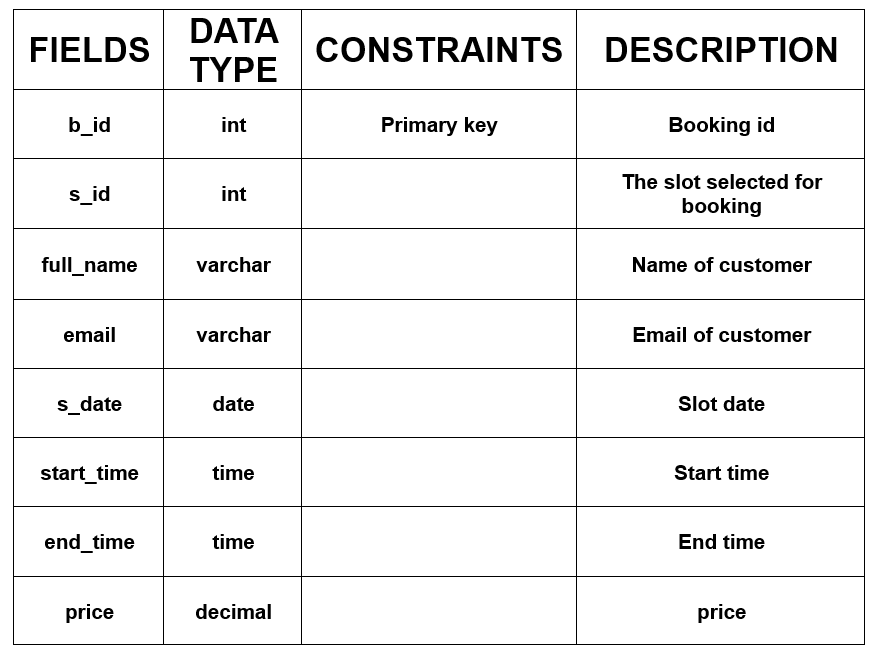 FIELDS DATA TYPE CONSTRAINTS DESCRIPTION
b_id int Primary key Booking id
s_id int The slot selected for booking
full_name varchar Name of customer
email varchar Email of customer
s_date date Slot date
start_time time Start time
end_time time End time
price decimal price